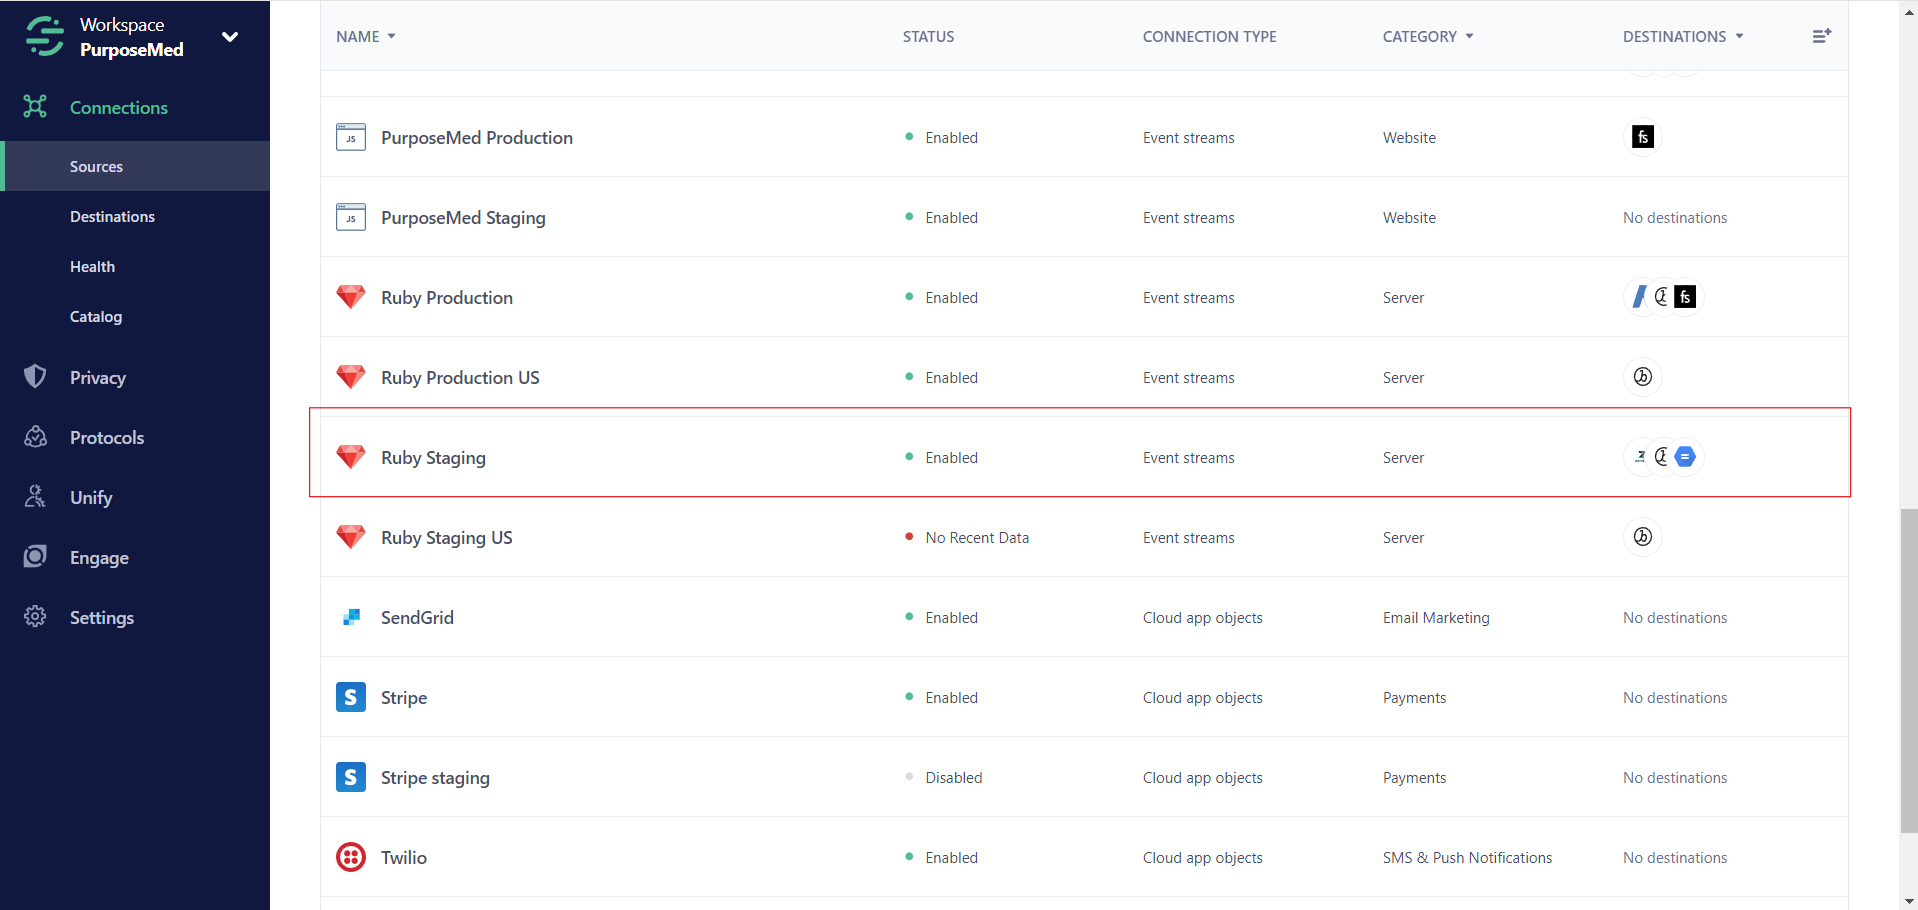 Workspace
PurposeMed
Connections
Sources
Destinations
Health
Catalog
Privacy
Protocols
Unify
Engage
Settings
NAME STATUS CONNECTION TYPE CATEGORY DESTINATIONS
JS PurposeMed Production Enabled Event streams Website fs
JS PurposeMed Staging Enabled Event streams Website No destinations
Ruby Production Enabled Event streams Server fs
Ruby Production US Enabled Event streams Server b
Ruby Staging Enabled Event streams Server
Ruby Staging US No Recent Data Event streams Server b
SendGrid Enabled Cloud app objects Email Marketing No destinations
S Stripe Enabled Cloud app objects Payments No destinations
S Stripe staging Disabled Cloud app objects Payments No destinations
Twilio Enabled Cloud app objects SMS & Push Notifications No destinations